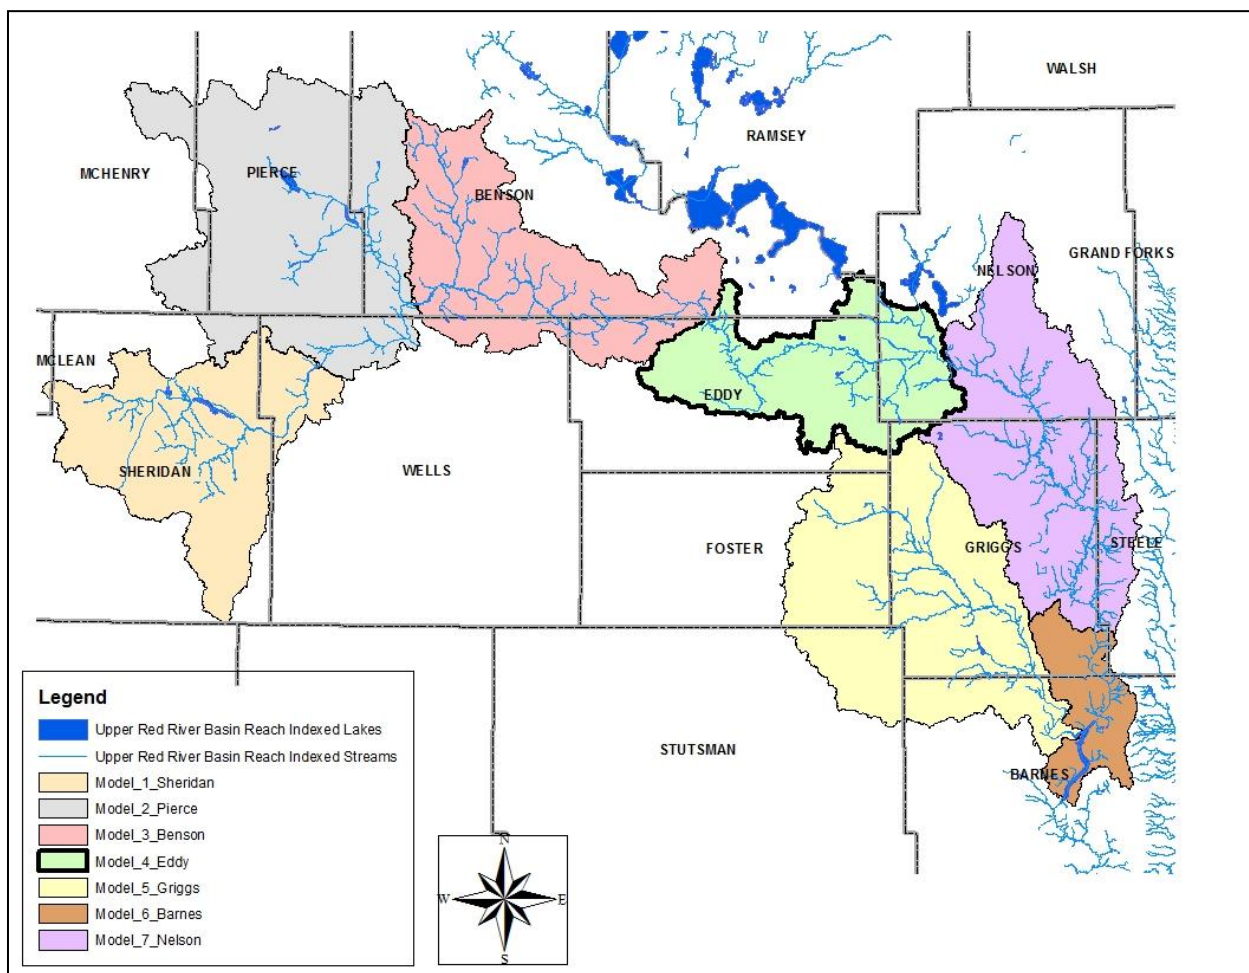 WALSH
RAMSEY
MCHENRY
PIERCE
BENSON
GRAND FORKS
NELSON
MCLEAN
EDDY
SHERIDAN
WELLS
FOSTER
GRIGGS
STEELE
STUTSMAN
BARNES
Legend
Upper Red River Basin Reach Indexed Lakes
Upper Red River Basin Reach Indexed Streams
Model_1_Sheridan
Model_2_Pierce
Model_3_Benson
Model_4_Eddy
Model_5_Griggs
Model_6_Barnes
Model_7_Nelson
N
W
E
S